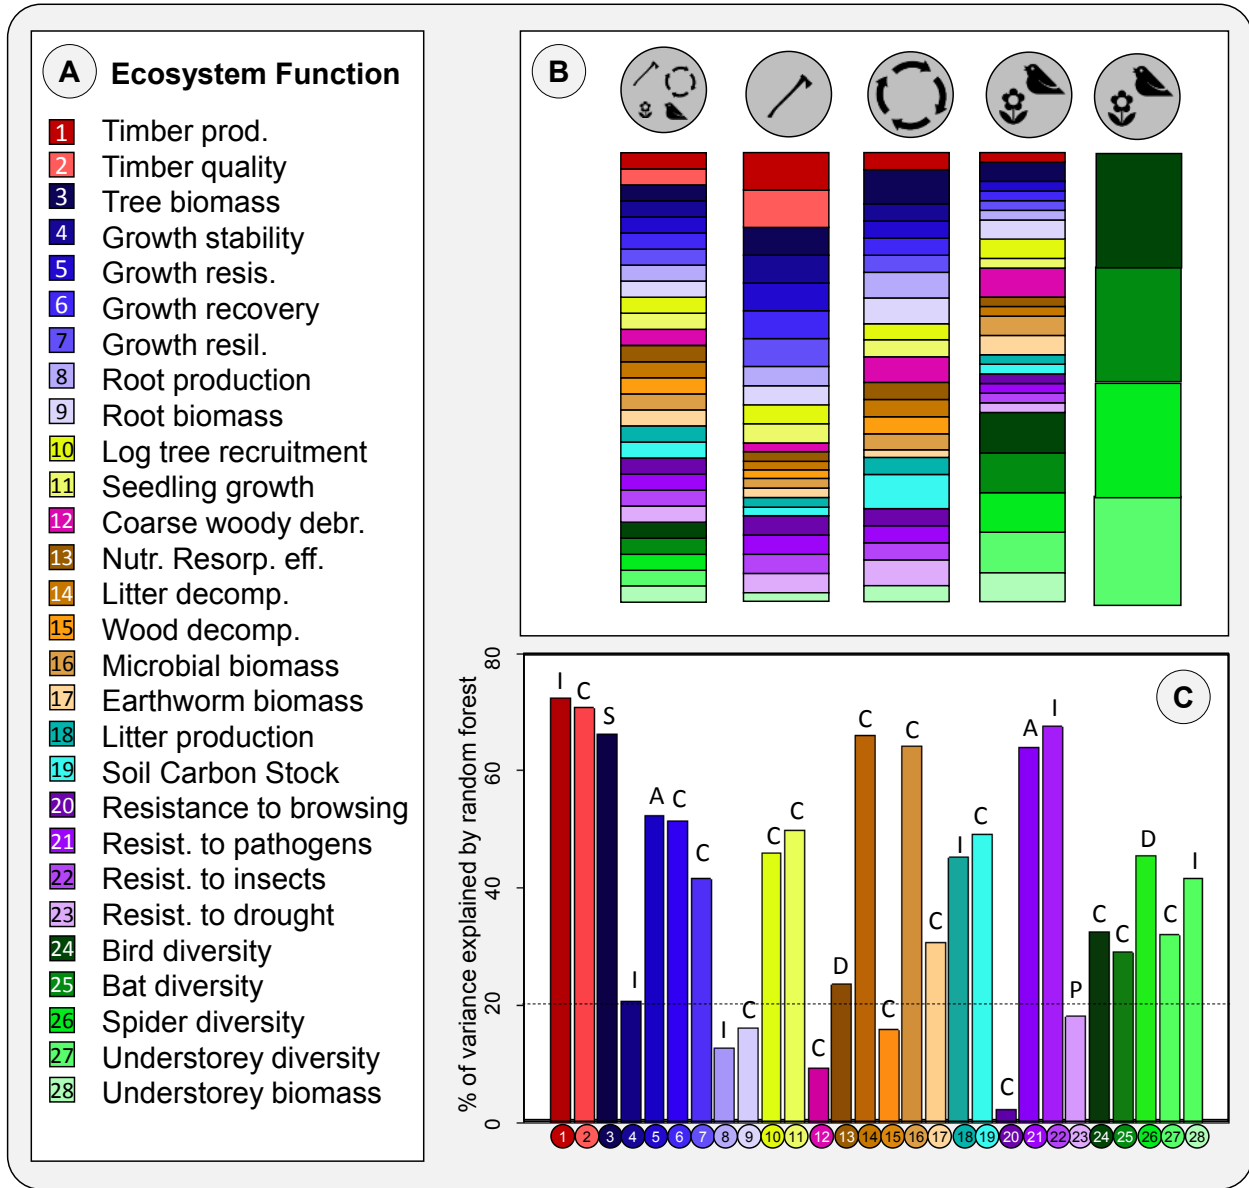 A Ecosystem Function
1 Timber prod.
2 Timber quality
3 Tree biomass
4 Growth stability
5 Growth resis.
6 Growth recovery
7 Growth resil.
8 Root production
9 Root biomass
10 Log tree recruitment
11 Seedling growth
12 Coarse woody debr.
13 Nutr. Resorp. eff.
14 Litter decomp.
15 Wood decomp.
16 Microbial biomass
17 Earthworm biomass
18 Litter production
19 Soil Carbon Stock
20 Resistance to browsing
21 Resist. to pathogens
22 Resist. to insects
23 Resist. to drought
24 Bird diversity
25 Bat diversity
26 Spider diversity
27 Understorey diversity
28 Understorey biomass
B
C
% of variance explained by random forest
80
60
40
20
0
I C S I A C C I C C C C D C C C C I C C A I P C C D C I
1 2 3 4 5 6 7 8 9 10 11 12 13 14 15 16 17 18 19 20 21 22 23 24 25 26 27 28